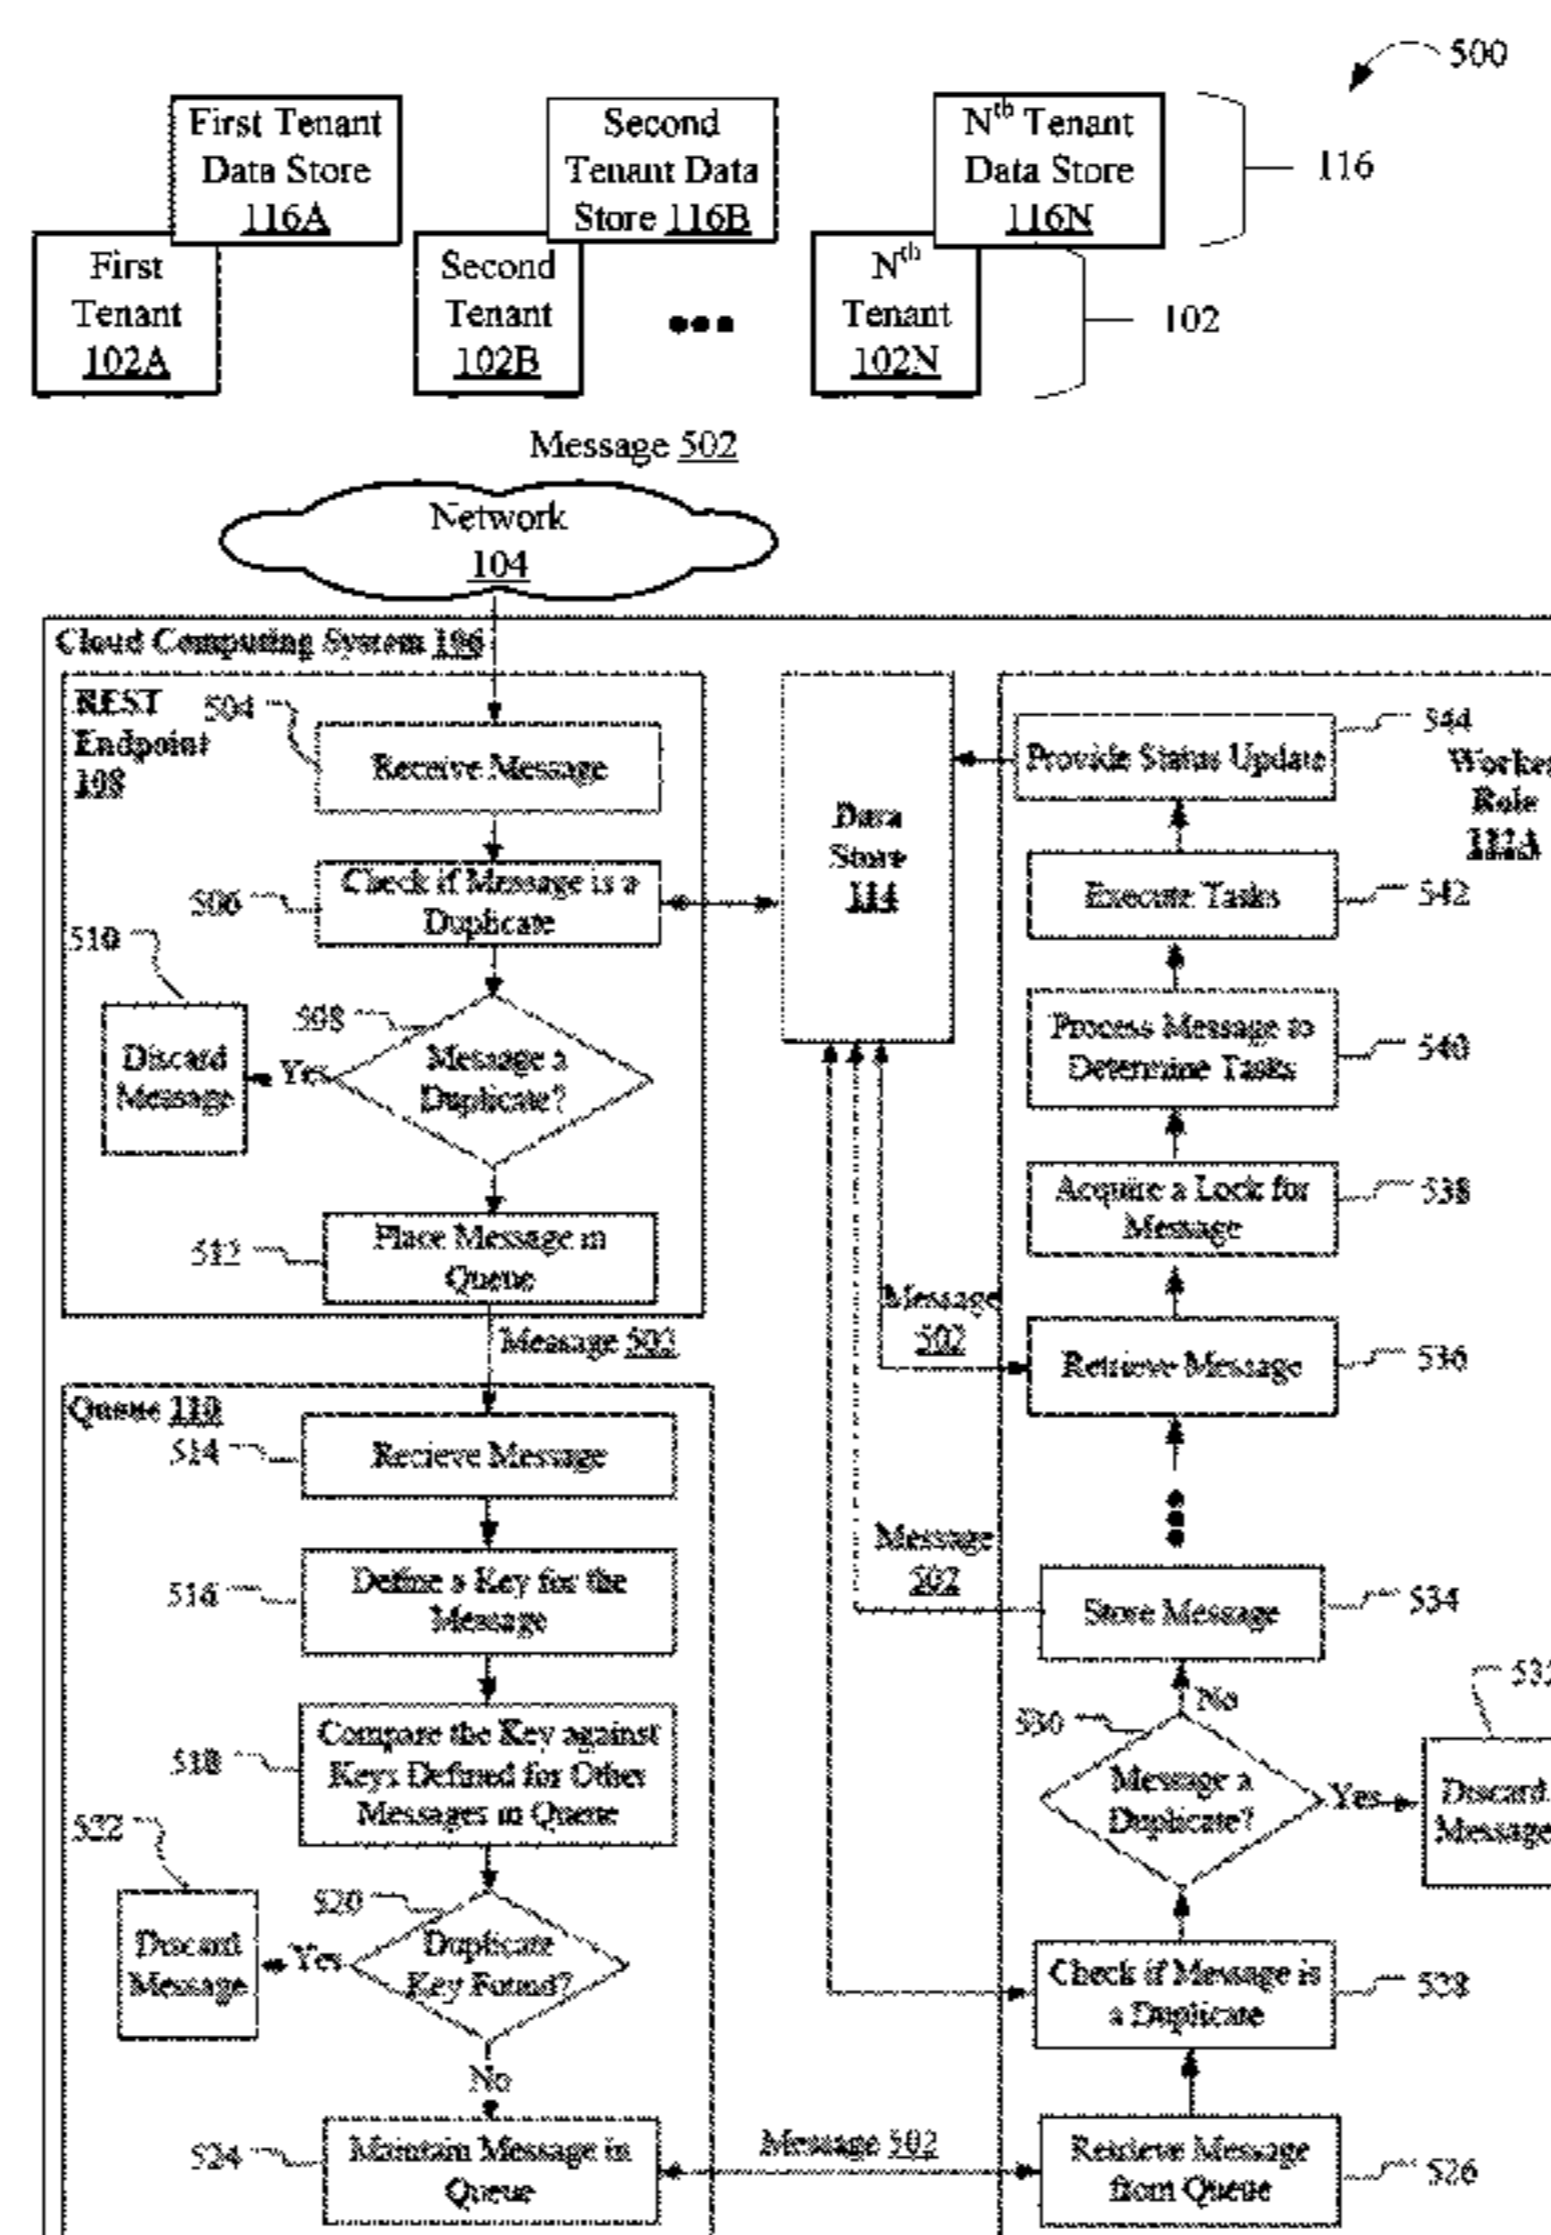 500
First Tenant
Data Store
116A
Second
Tenant Data
Store 116B
Nth Tenant
Data Store
116N
116
First
Tenant
102A
Second
Tenant
102B
Nth
Tenant
102N
102
Message 502
Network
104
Cloud Computing System 106
REST
Endpoint
108
504
Receive Message
506
Check if Message is a
Duplicate
510
508
Discard
Message
Yes
Message a
Duplicate?
512
Place Message in
Queue
Message 502
Data
Store
114
544
Provide Status Update
Worker
Role
112A
Execute Tasks
542
Process Message to
Determine Tasks
540
Acquire a Lock for
Message
538
Message
502
Retrieve Message
536
Queue 110
514
Recieve Message
516
Define a Key for the
Message
518
Compare the Key against
Keys Defined for Other
Messages in Queue
522
520
Discard
Message
Yes
Duplicate
Key Found?
No
524
Maintain Message in
Queue
Message
502
Store Message
534
No
530
532
Message a
Duplicate?
Yes
Discard
Message
Check if Message is
a Duplicate
528
Message 502
Retrieve Message
from Queue
526